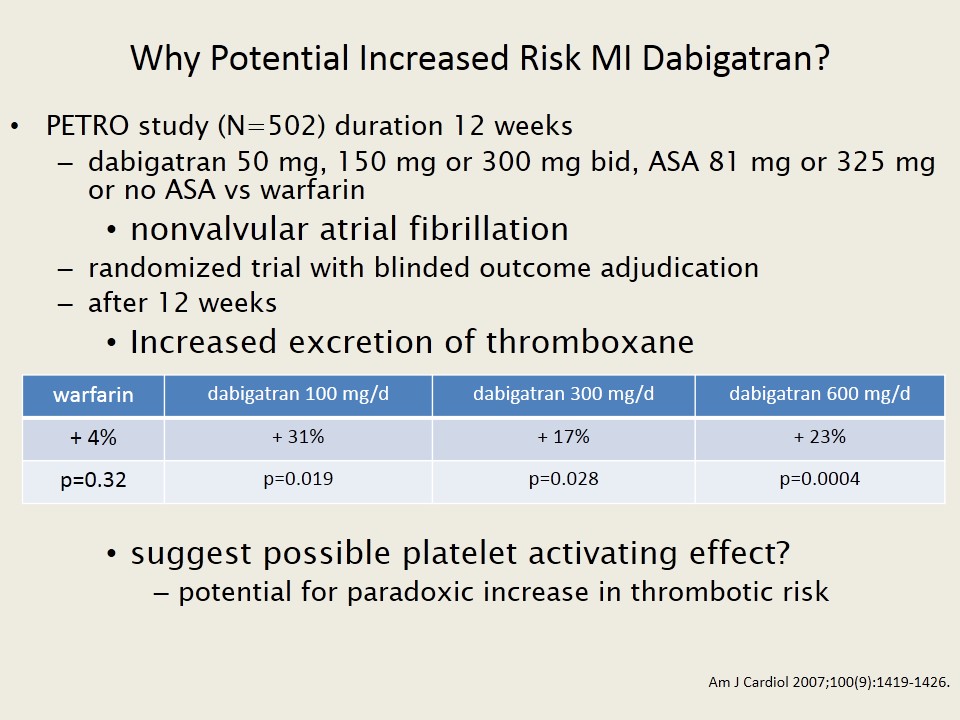 Why Potential Increased Risk MI Dabigatran?
• PETRO study (N=502) duration 12 weeks
– dabigatran 50 mg, 150 mg or 300 mg bid, ASA 81 mg or 325 mg
or no ASA vs warfarin
• nonvalvular atrial fibrillation
– randomized trial with blinded outcome adjudication
– after 12 weeks
• Increased excretion of thromboxane
warfarin dabigatran 100 mg/d dabigatran 300 mg/d dabigatran 600 mg/d
+ 4% + 31% + 17% + 23%
p=0.32 p=0.019 p=0.028 p=0.0004
• suggest possible platelet activating effect?
– potential for paradoxic increase in thrombotic risk
Am J Cardiol 2007;100(9):1419-1426.